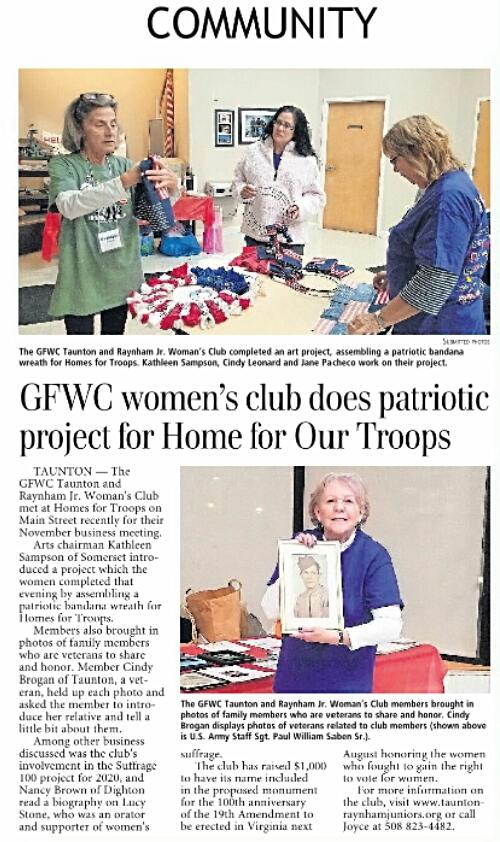 COMMUNITY
SUBMITTED PHOTOS
The GFWC Taunton and Raynham Jr. Woman's Club completed an art project, assembling a patriotic bandana
wreath for Homes for Troops. Kathleen Sampson, Cindy Leonard and Jane Pacheco work on their project.
GFWC women's club does patriotic
project for Home for Our Troops
TAUNTON — The
GFWC Taunton and
Raynham Jr. Woman's Club
met at Homes for Troops on
Main Street recently for their
November business meeting.
Arts chairman Kathleen
Sampson of Somerset intro-
duced a project which the
women completed that
evening by assembling a
patriotic bandana wreath for
Homes for Troops.
Members also brought in
photos of family members
who are veterans to share
and honor. Member Cindy
Brogan of Taunton, a vet-
eran, held up each photo and
asked the member to intro-
duce her relative and tell a
little bit about them.
Among other business
discussed was the club's
involvement in the Suffrage
100 project for 2020, and
Nancy Brown of Dighton
read a biography on Lucy
Stone, who was an orator
and supporter of women's
The GFWC Taunton and Raynham Jr. Woman's Club members brought in
photos of family members who are veterans to share and honor. Cindy
Brogan displays photos of veterans related to club members (shown above
is U.S. Army Staff Sgt. Paul William Saben Sr.).
suffrage.
The club has raised $1,000
to have its name included
in the proposed monument
for the 100th anniversary
of the 19th Amendment to
be erected in Virginia next
August honoring the women
who fought to gain the right
to vote for women.
For more information on
the club, visit www.taunton-
raynhamjuniors.org or call
Joyce at 508 823-4482.